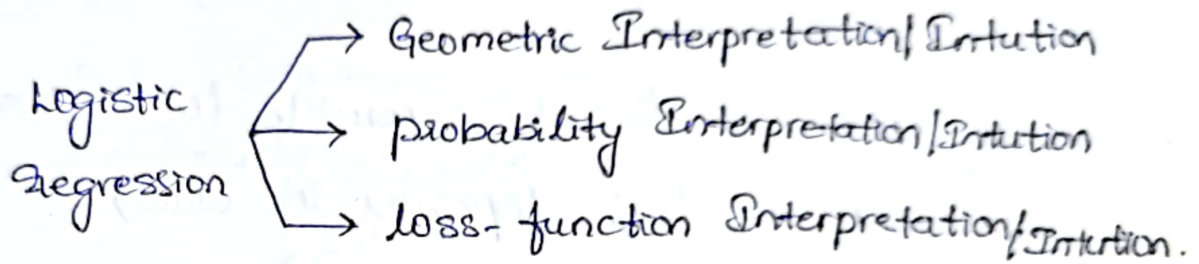 Geometric Interpretation/ Intution
Logistic
probability Interpretation/Intution
Regression
loss-function Interpretation/Intution.